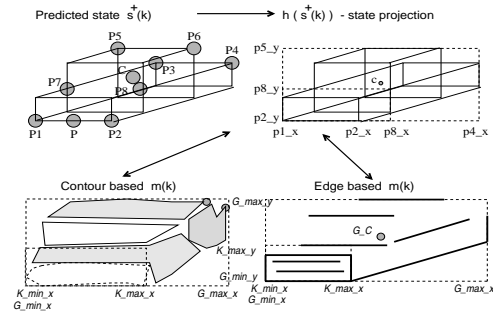 Predicted state s⁺(k) → h ( s⁺(k) ) - state projection
P5 P6
P3 P4
C
P7 P8
P1 P P2
p5_y
c
p8_y
p2_y
p1_x p2_x p8_x p4_x
Contour based m(k)
G_max_y
K_max_y
G_min_y
K_min_x K_max_x G_max_x
G_min_x
Edge based m(k)
G_C
K_min_x K_max_x G_max_x
G_min_x